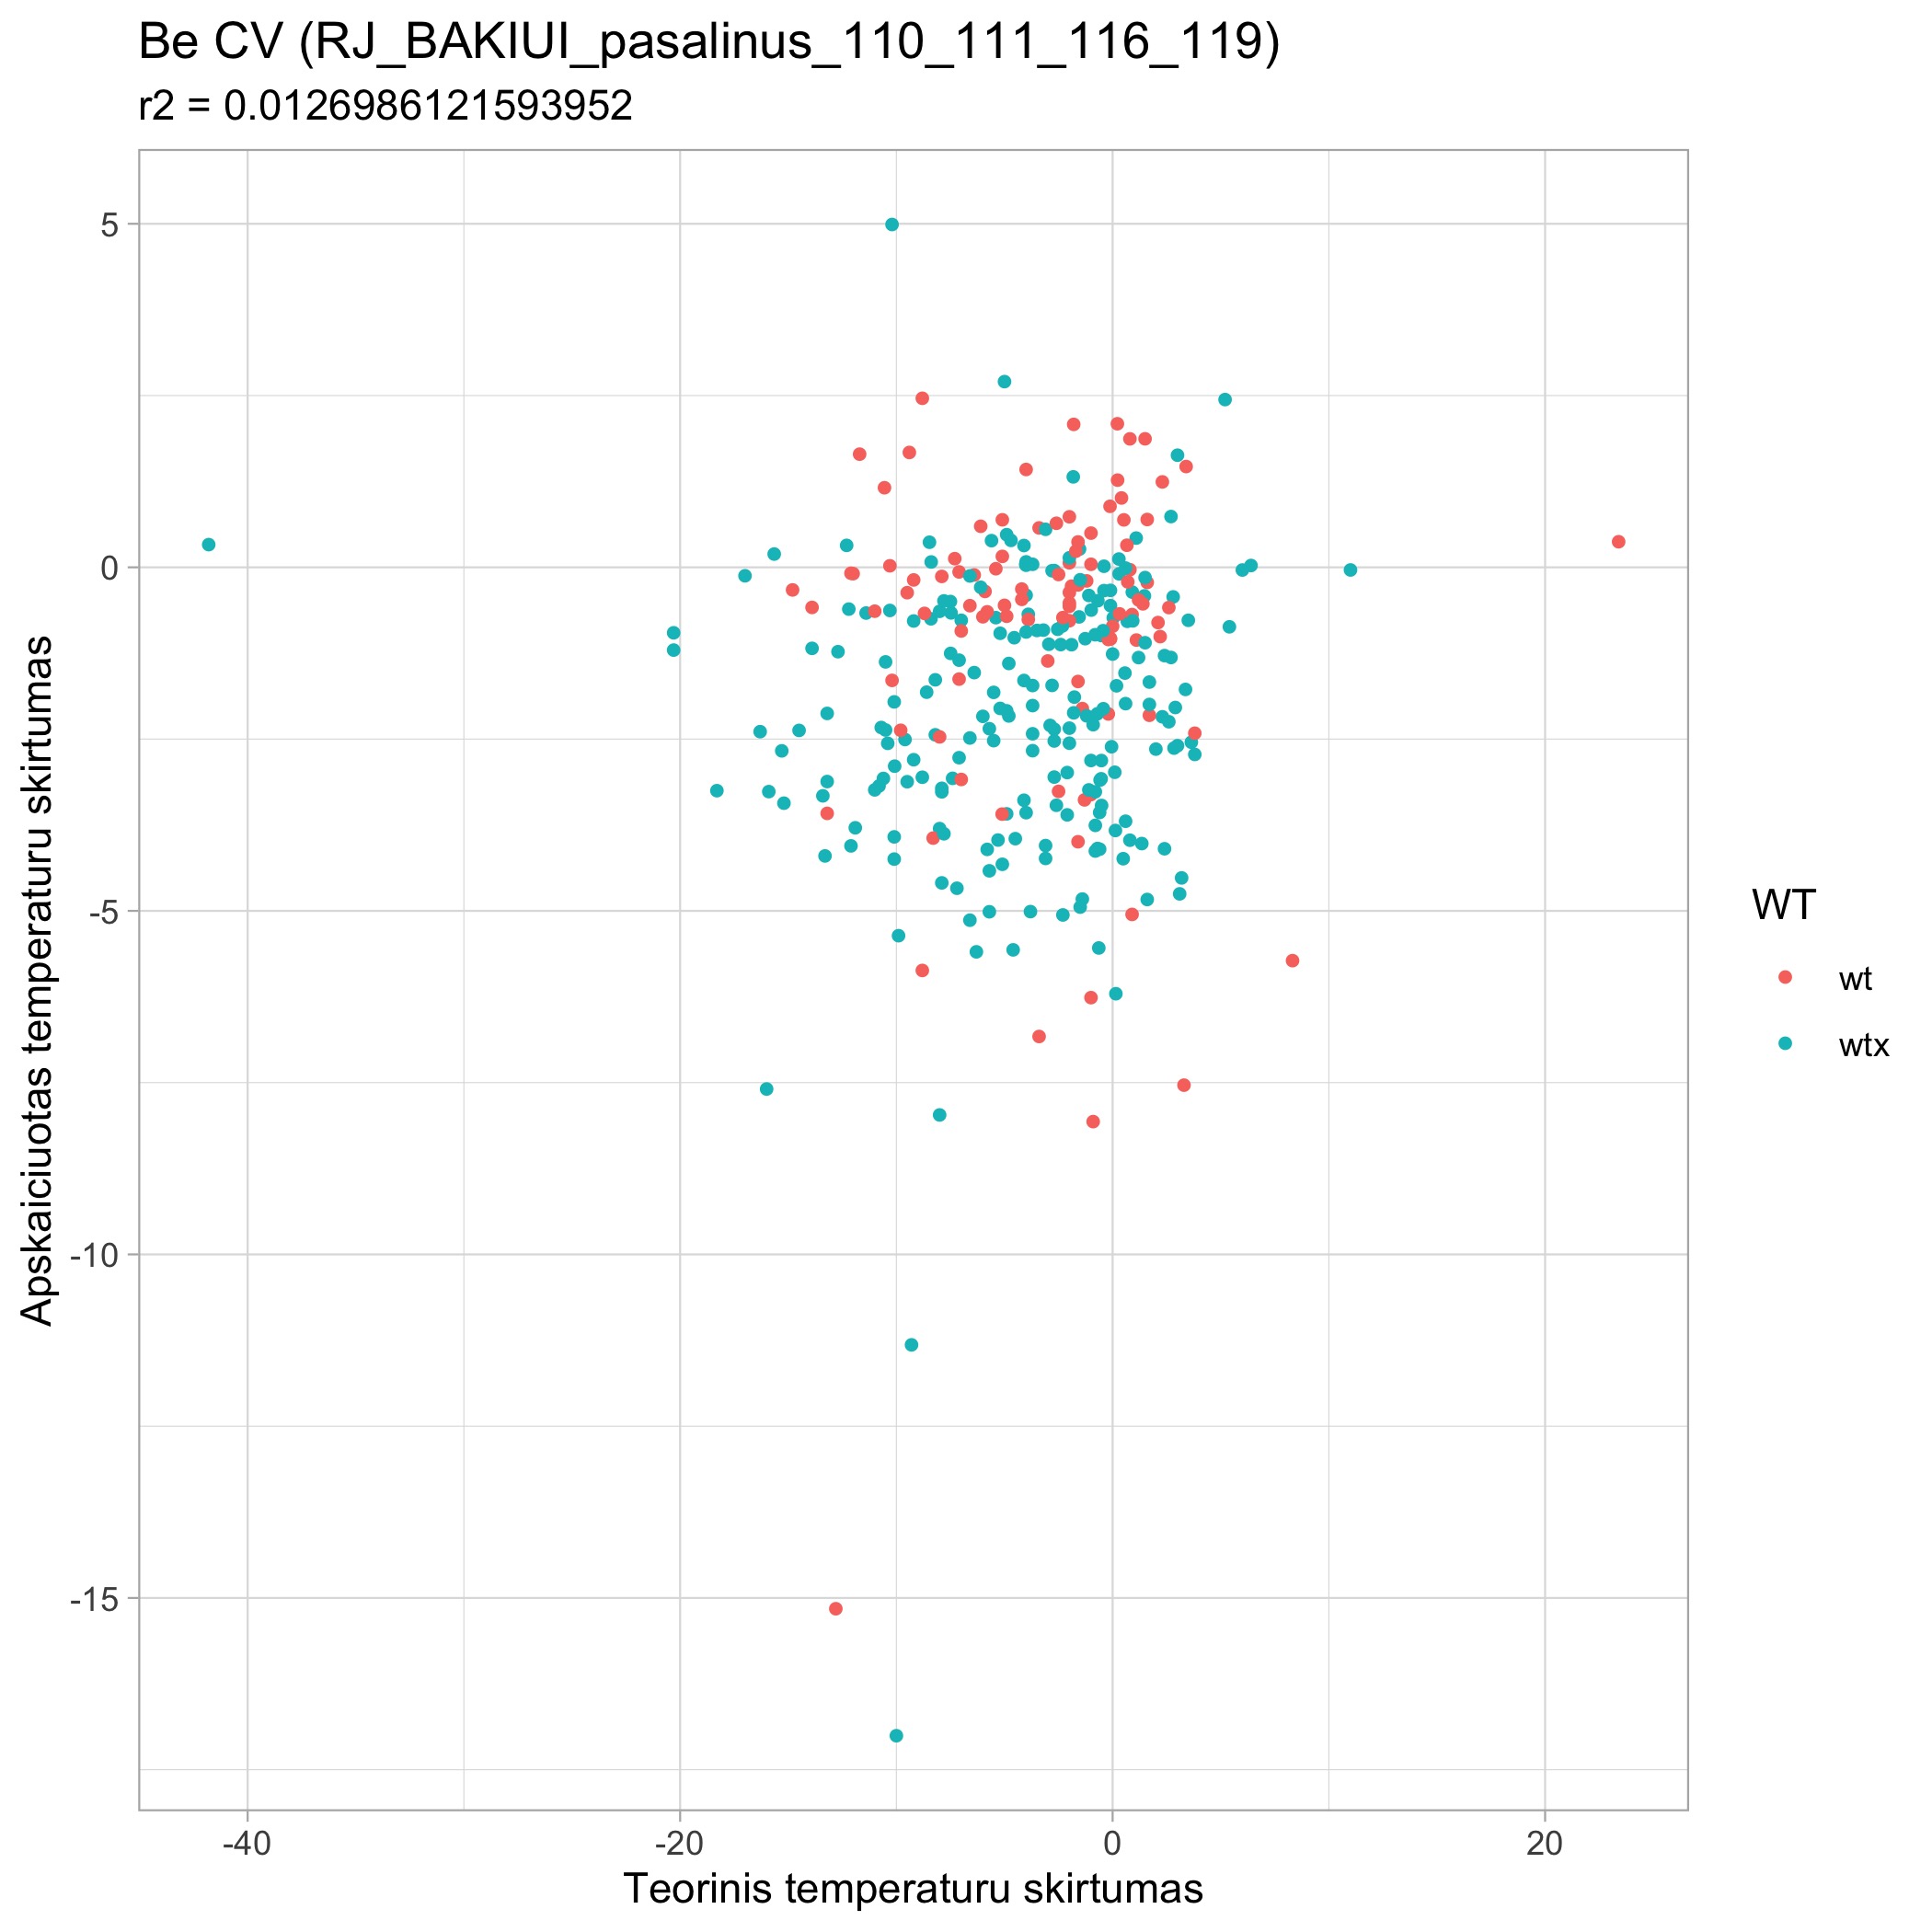 Be CV (RJ_BAKIUI_pasalinus_110_111_116_119)
r2 = 0.0126986121593952
5
0
-5
-10
-15
Apskaiciuotas temperaturu skirtumas
-40
-20
0
20
Teorinis temperaturu skirtumas
WT
wt
wtx